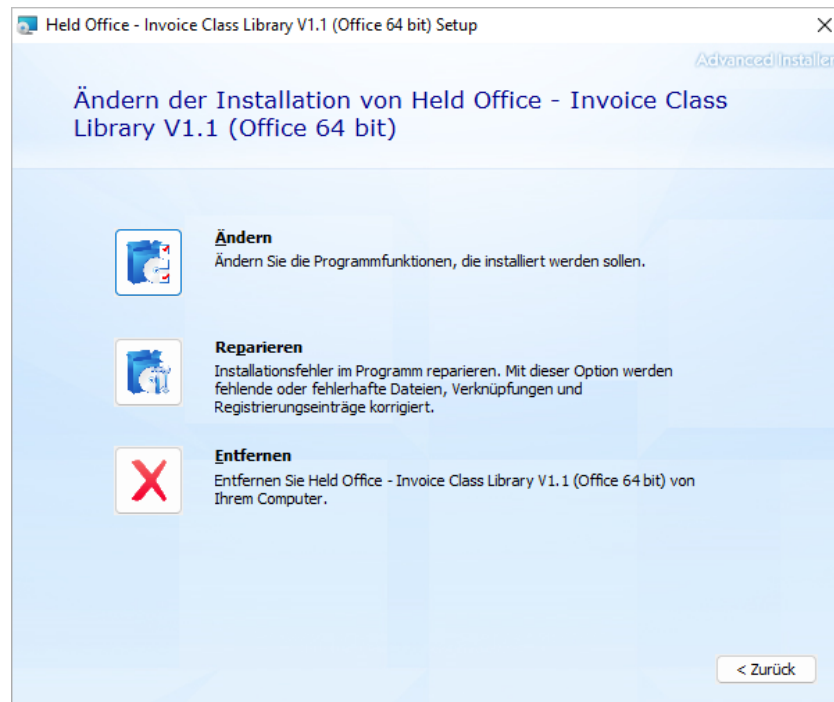 Held Office - Invoice Class Library V1.1 (Office 64 bit) Setup
Advanced Installer
Ändern der Installation von Held Office - Invoice Class
Library V1.1 (Office 64 bit)
Ändern
Ändern Sie die Programmfunktionen, die installiert werden sollen.
Reparieren
Installationsfehler im Programm reparieren. Mit dieser Option werden
fehlende oder fehlerhafte Dateien, Verknüpfungen und
Registrierungseinträge korrigiert.
Entfernen
Entfernen Sie Held Office - Invoice Class Library V1.1 (Office 64 bit) von
Ihrem Computer.
< Zurück